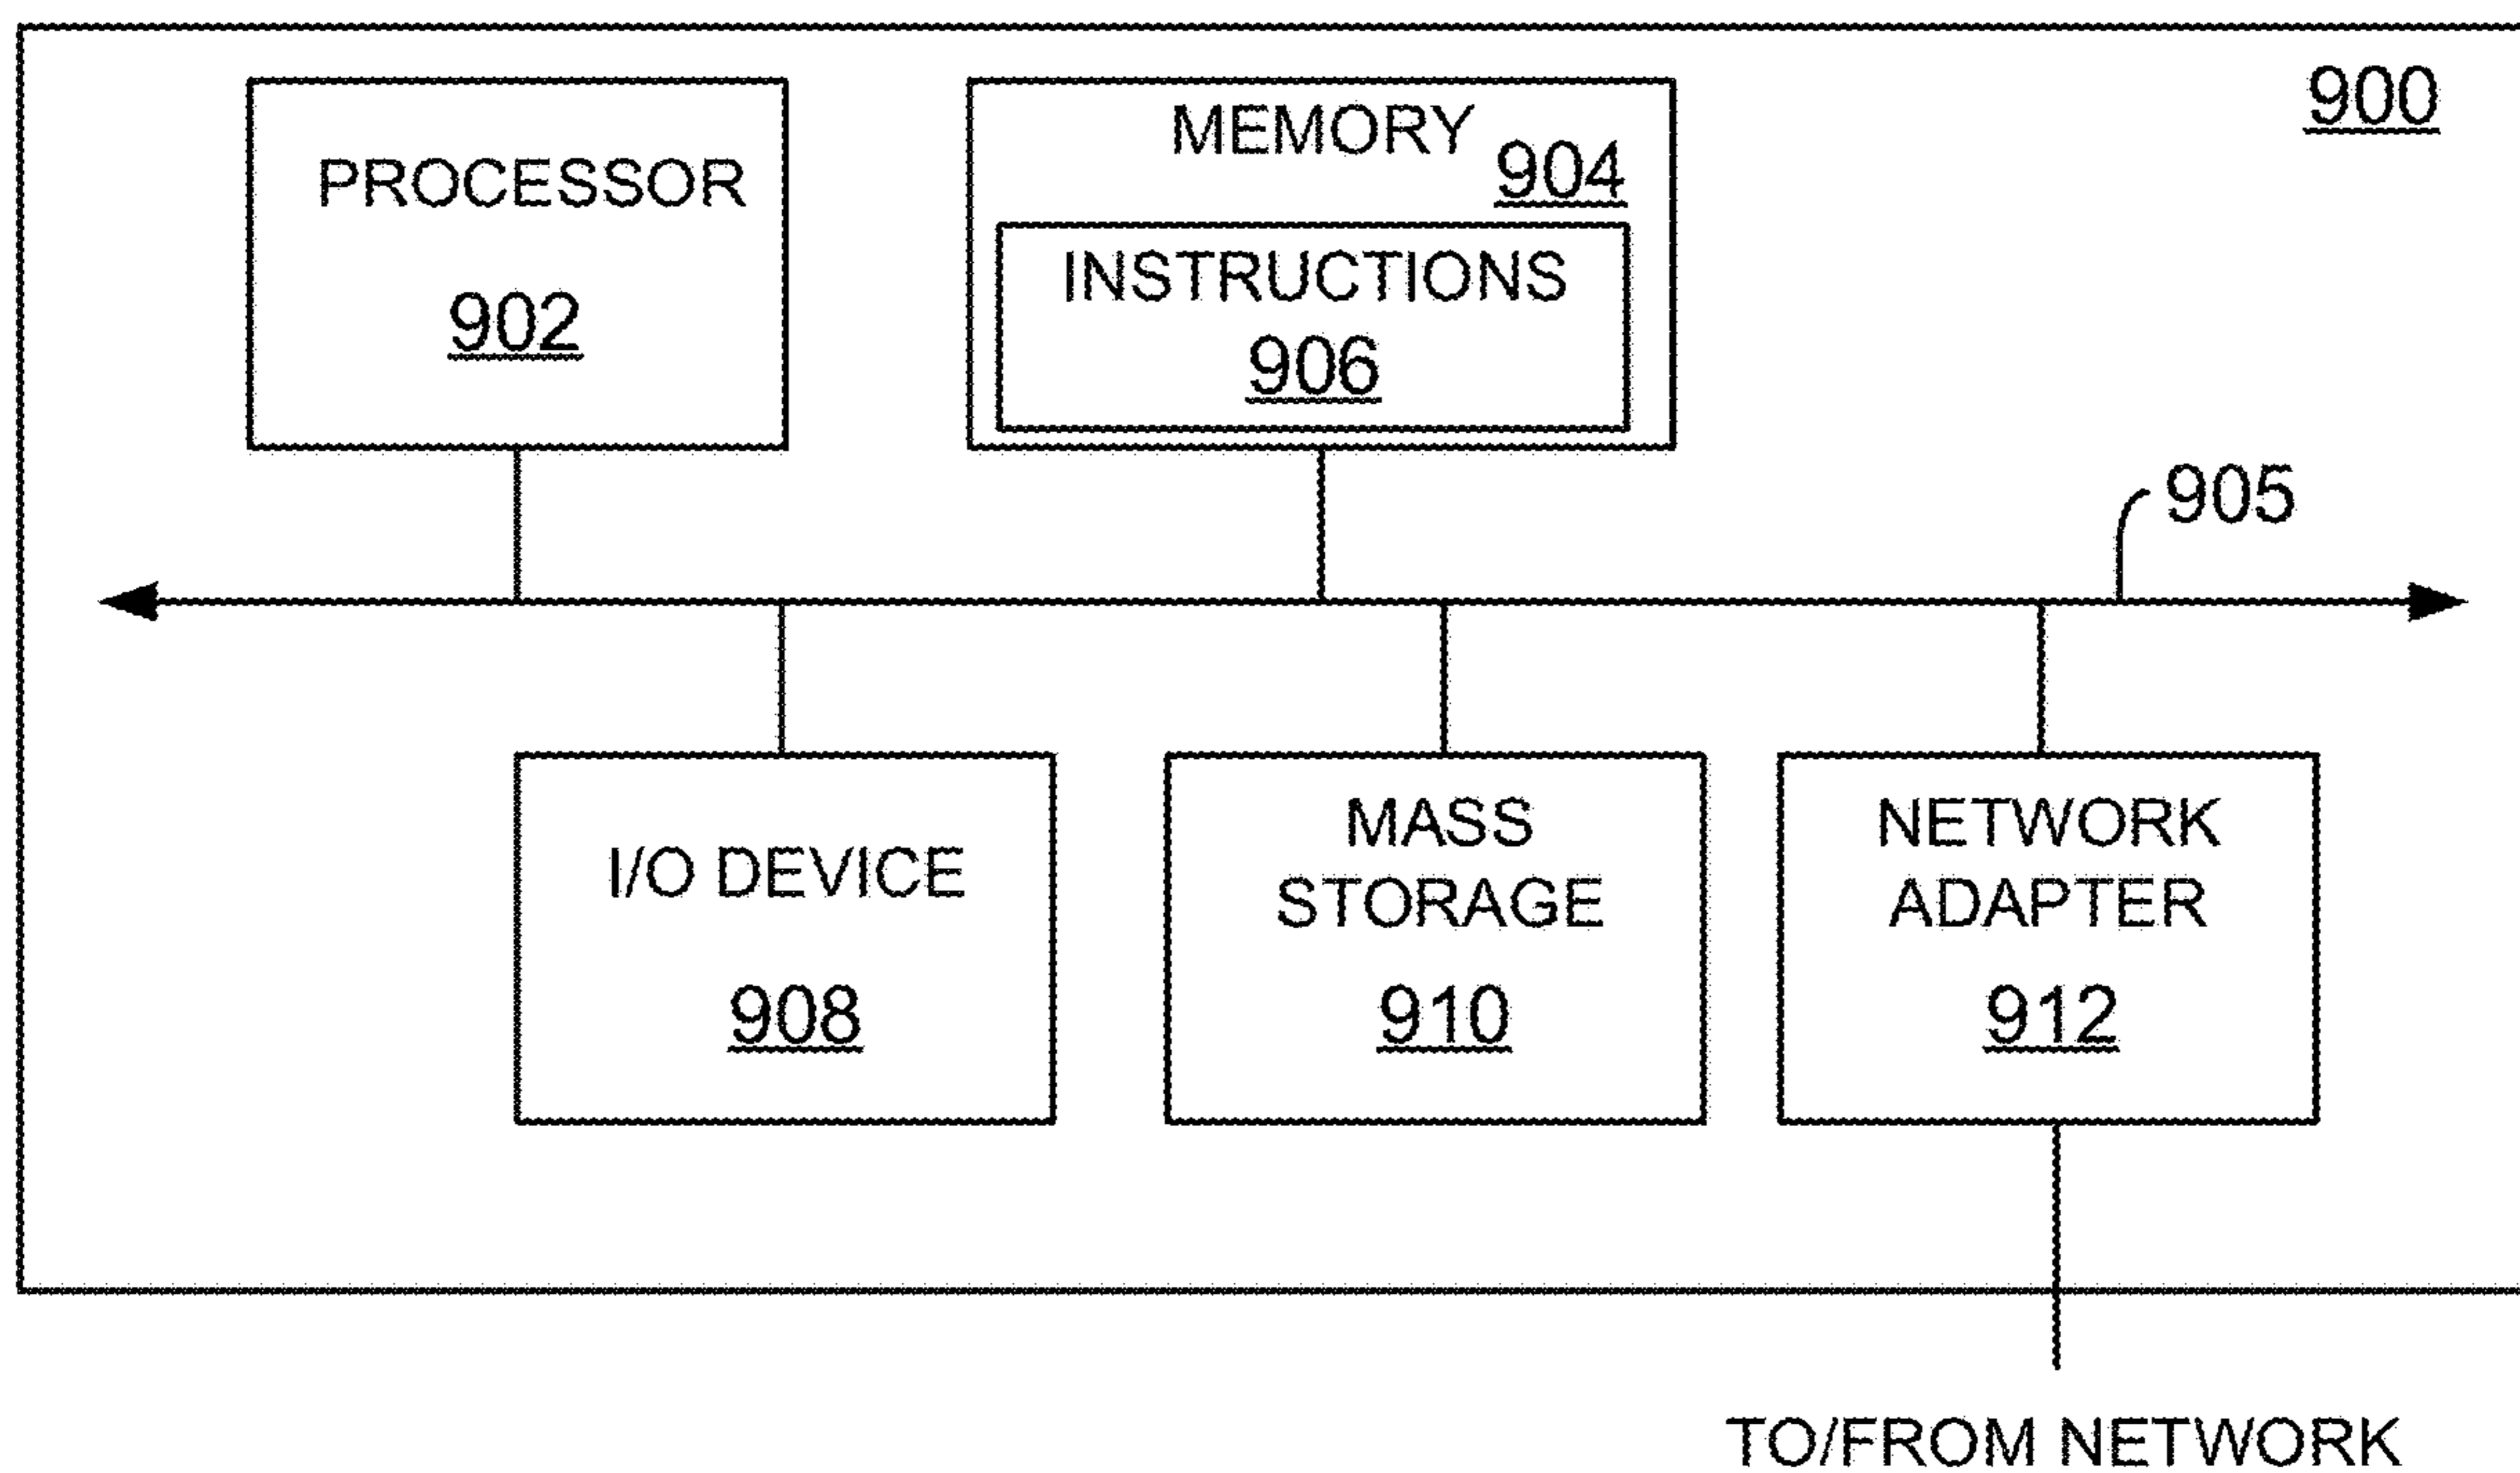 900
PROCESSOR
902
MEMORY
904
INSTRUCTIONS
906
905
I/O DEVICE
908
MASS
STORAGE
910
NETWORK
ADAPTER
912
TO/FROM NETWORK